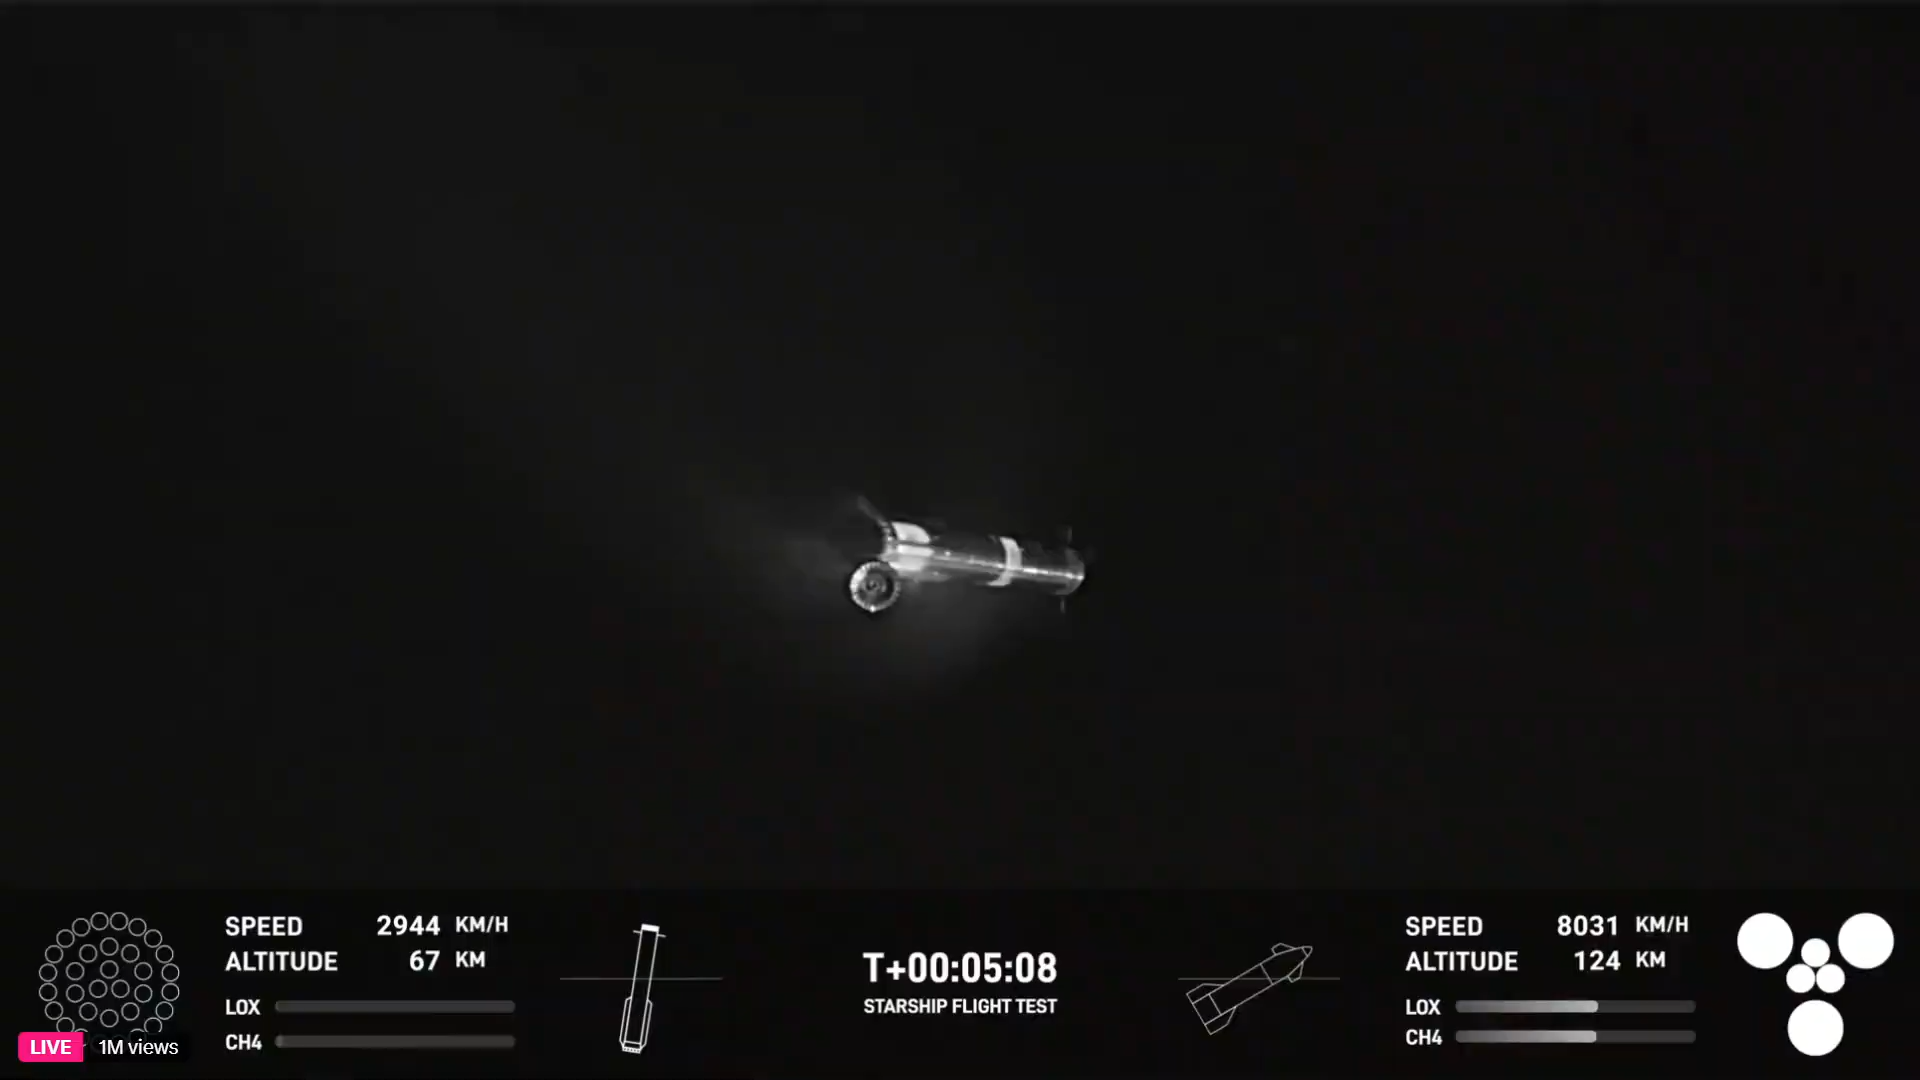 SPEED 2944 KM/H
ALTITUDE 67 KM
LOX
CH4
LIVE 1M views
T+00:05:08
STARSHIP FLIGHT TEST
SPEED 8031 KM/H
ALTITUDE 124 KM
LOX
CH4